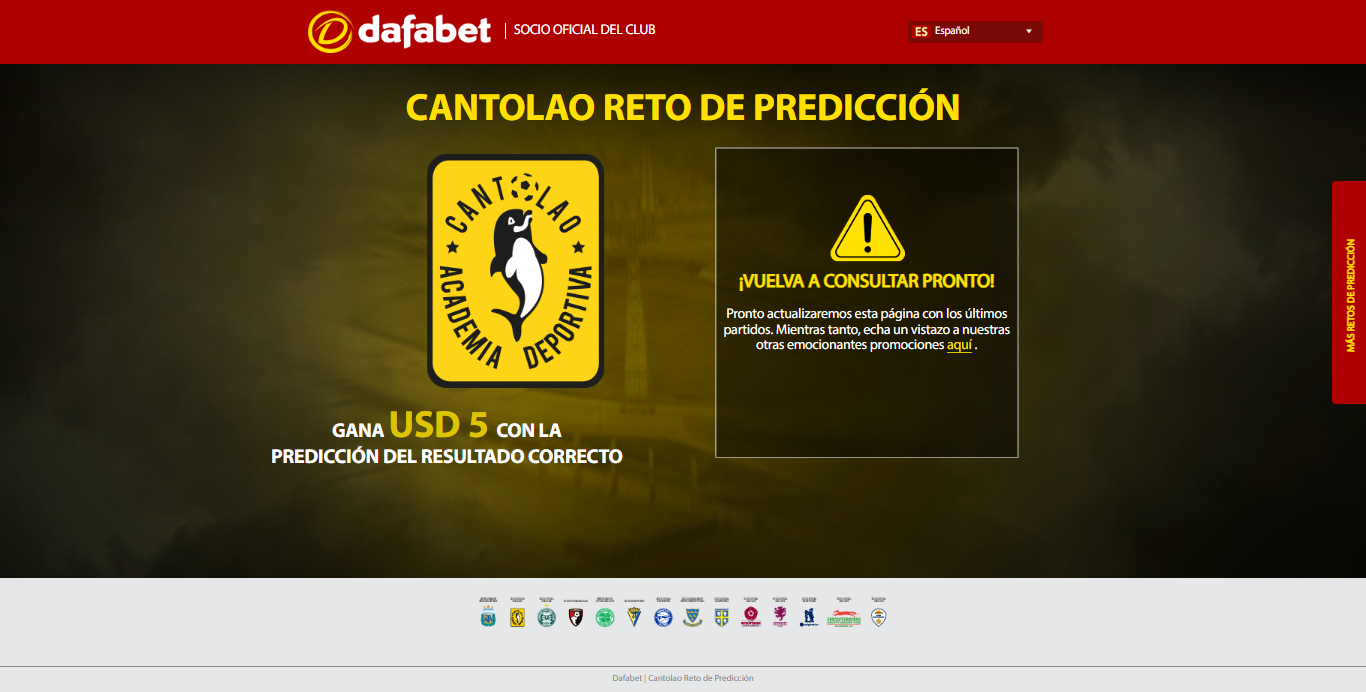 dafabet
SOCIO OFICIAL DEL CLUB
ES Español
CANTOLAO RETO DE PREDICCIÓN
CANTOLAO
ACADEMIA DEPORTIVA
¡VUELVA A CONSULTAR PRONTO!
Pronto actualizaremos esta página con los últimos
partidos. Mientras tanto, echa un vistazo a nuestras
otras emocionantes promociones aquí .
GANA USD 5 CON LA
PREDICCIÓN DEL RESULTADO CORRECTO
MÁS RETOS DE PREDICCIÓN
Dafabet | Cantolao Reto de Predicción